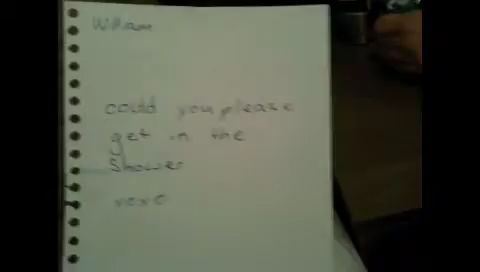 William
could you please
get in the
Shower
xoxo